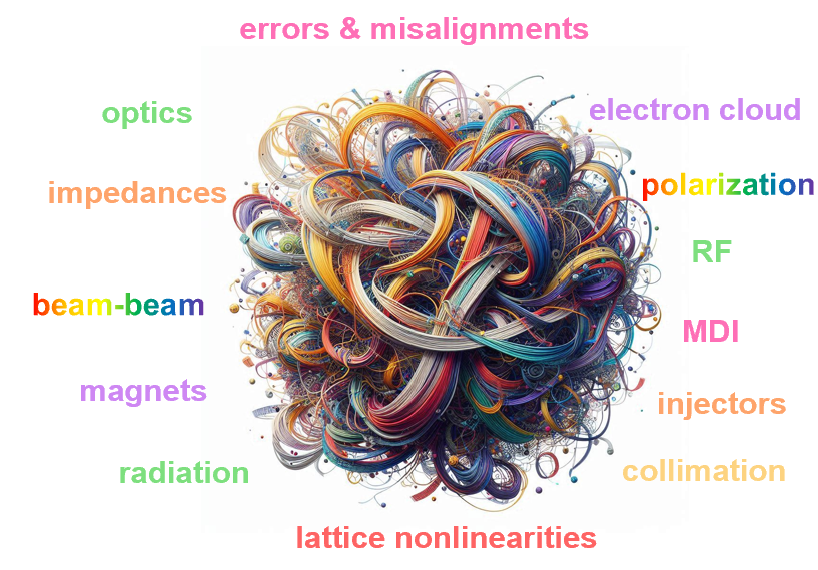 errors & misalignments
optics
electron cloud
impedances
polarization
RF
beam-beam
MDI
magnets
injectors
radiation
collimation
lattice nonlinearities